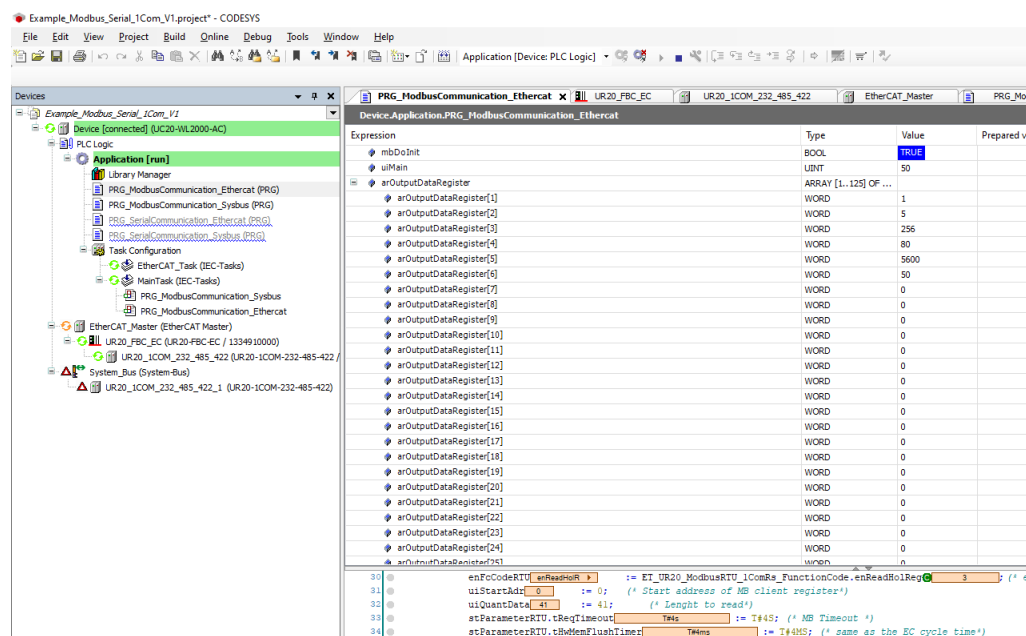 Example_Modbus_Serial_1Com_V1.project* - CODESYS
File Edit View Project Build Online Debug Tools Window Help
Application [Device: PLC Logic]
Devices
Example_Modbus_Serial_1Com_V1
Device [connected] (UC20-WL2000-AC)
PLC Logic
Application [run]
Library Manager
PRG_ModbusCommunication_Ethercat (PRG)
PRG_ModbusCommunication_Sysbus (PRG)
PRG_SerialCommunication_Ethercat (PRG)
PRG_SerialCommunication_Sysbus (PRG)
Task Configuration
EtherCAT_Task (IEC-Tasks)
MainTask (IEC-Tasks)
PRG_ModbusCommunication_Sysbus
PRG_ModbusCommunication_Ethercat
EtherCAT_Master (EtherCAT Master)
UR20_FBC_EC (UR20-FBC-EC / 1334910000)
UR20_1COM_232_485_422 (UR20-1COM-232-485-422 /
System_Bus (System-Bus)
UR20_1COM_232_485_422_1 (UR20-1COM-232-485-422)
PRG_ModbusCommunication_Ethercat X UR20_FBC_EC UR20_1COM_232_485_422 EtherCAT_Master PRG_Mo
Device.Application.PRG_ModbusCommunication_Ethercat
Expression Type Value Prepared v
mbDoInit BOOL TRUE
uiMain UINT 50
arOutputDataRegister ARRAY [1..125] OF ...
arOutputDataRegister[1] WORD 1
arOutputDataRegister[2] WORD 5
arOutputDataRegister[3] WORD 256
arOutputDataRegister[4] WORD 80
arOutputDataRegister[5] WORD 5600
arOutputDataRegister[6] WORD 50
arOutputDataRegister[7] WORD 0
arOutputDataRegister[8] WORD 0
arOutputDataRegister[9] WORD 0
arOutputDataRegister[10] WORD 0
arOutputDataRegister[11] WORD 0
arOutputDataRegister[12] WORD 0
arOutputDataRegister[13] WORD 0
arOutputDataRegister[14] WORD 0
arOutputDataRegister[15] WORD 0
arOutputDataRegister[16] WORD 0
arOutputDataRegister[17] WORD 0
arOutputDataRegister[18] WORD 0
arOutputDataRegister[19] WORD 0
arOutputDataRegister[20] WORD 0
arOutputDataRegister[21] WORD 0
arOutputDataRegister[22] WORD 0
arOutputDataRegister[23] WORD 0
arOutputDataRegister[24] WORD 0
arOutputDataRegister[25] WORD 0
30 enFcCodeRTU enReadHolR := ET_UR20_ModbusRTU_1ComRs_FunctionCode.enReadHolReg C 3 ; (* e
31 uiStartAdr 0 := 0; (* Start address of MB client register*)
32 uiQuantData 41 := 41; (* Lenght to read*)
33 stParameterRTU.tReqTimeout T#4s := T#4S; (* MB Timeout *)
34 stParameterRTU.tHwMemFlushTimer T#4ms := T#4MS; (* same as the EC cycle time*)